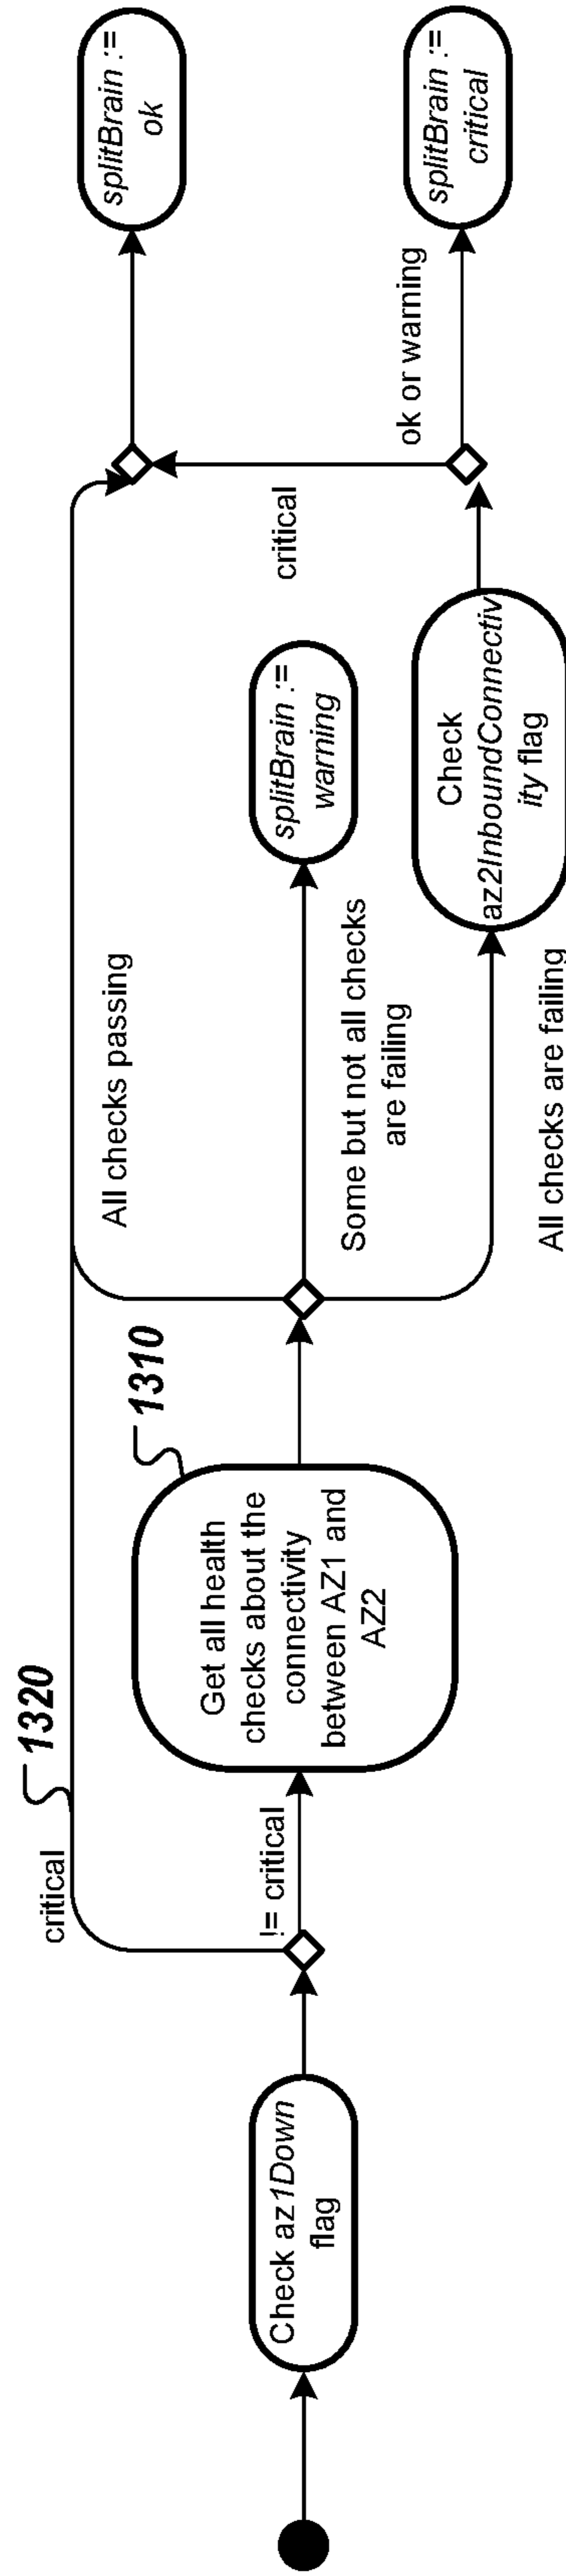 Check az1Down
flag
critical
1320
!= critical
Get all health
checks about the
connectivity
between AZ1 and
AZ2
1310
All checks passing
Some but not all checks
are failing
All checks are failing
splitBrain :=
warning
Check
az2InboundConnectiv
ity flag
critical
ok or warning
splitBrain :=
ok
splitBrain :=
critical